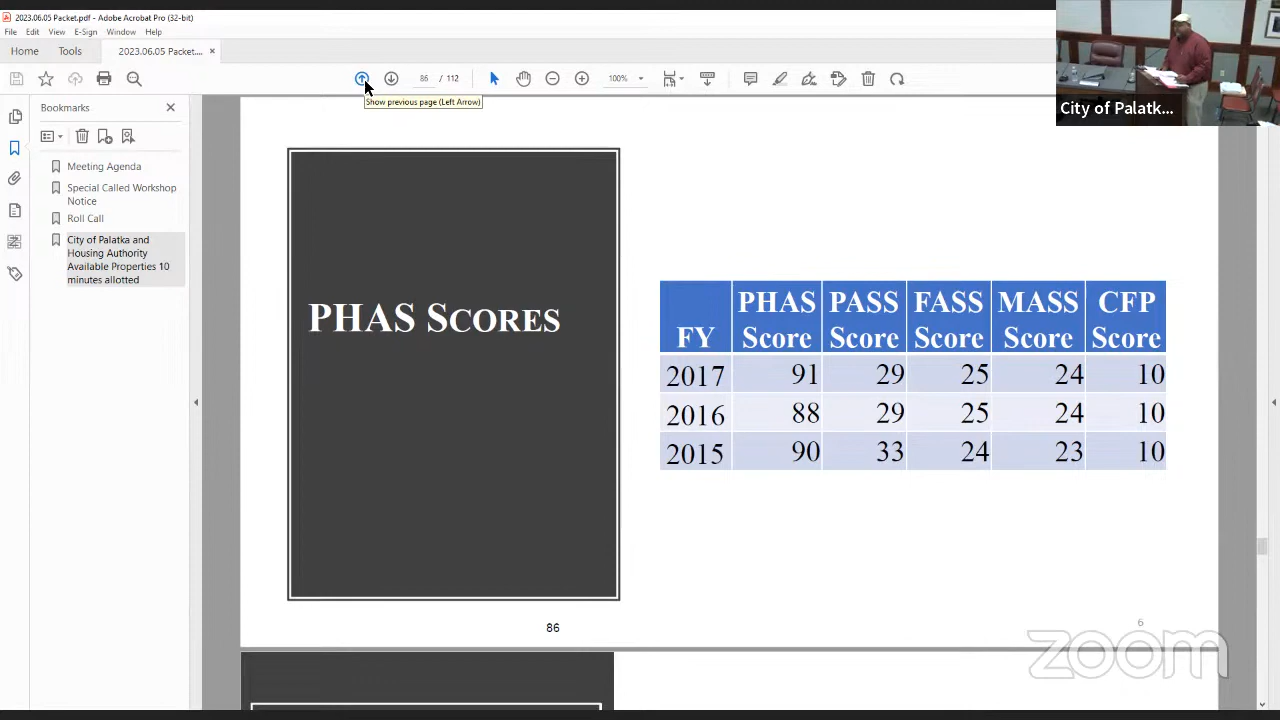 2023.06.05 Packet.pdf - Adobe Acrobat Pro (32-bit)
File Edit View E-Sign Window Help
Home Tools 2023.06.05 Packet.... ×
86 / 112 100%
Show previous page (Left Arrow)
City of Palatk...
Bookmarks
Meeting Agenda
Special Called Workshop
Notice
Roll Call
City of Palatka and
Housing Authority
Available Properties 10
minutes allotted
PHAS SCORES
FY PHAS Score PASS Score FASS Score MASS Score CFP Score
2017 91 29 25 24 10
2016 88 29 25 24 10
2015 90 33 24 23 10
86
6
zoom